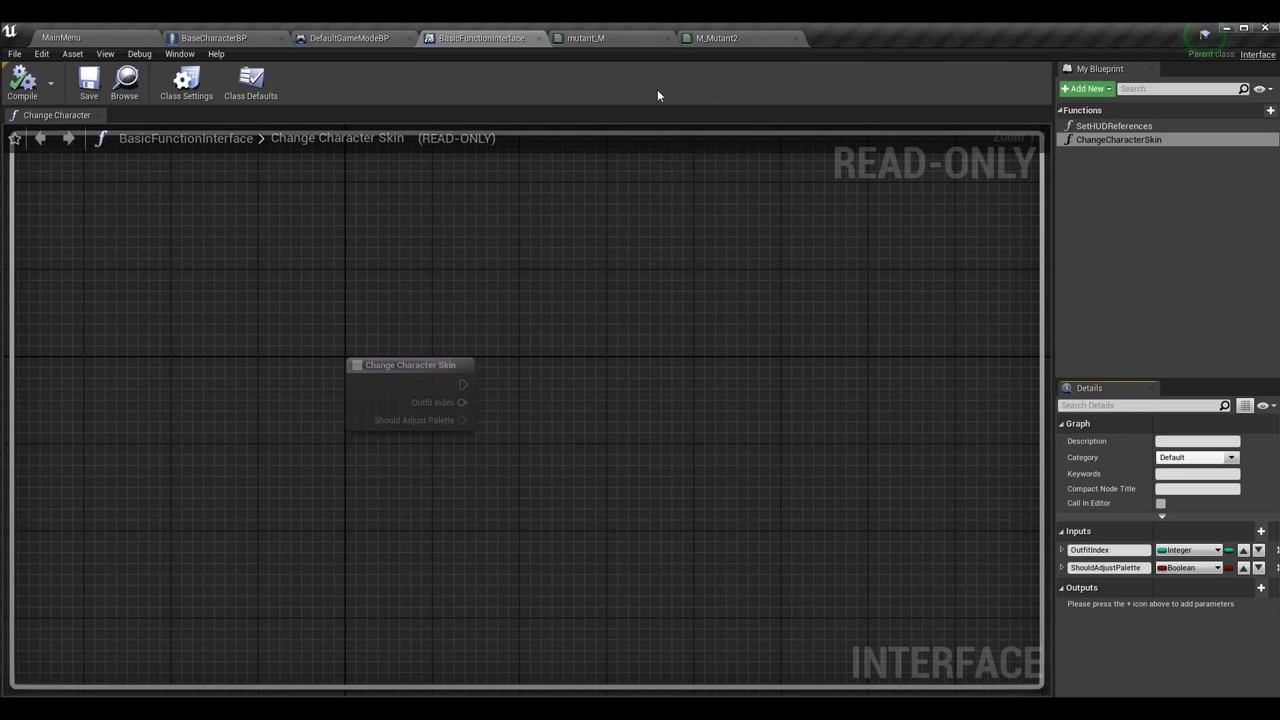 MainMenu
BaseCharacterBP
DefaultGameModeBP
BasicFunctionInterface
mutant_M
M_Mutant2
File Edit Asset View Debug Window Help
Parent class: Interface
Compile
Save
Browse
Class Settings
Class Defaults
My Blueprint
Add New
Search
Functions
SetHUDReferences
ChangeCharacterSkin
Change Character
BasicFunctionInterface > Change Character Skin (READ-ONLY)
READ-ONLY
Change Character Skin
Outfit Index
Should Adjust Palette
INTERFACE
Details
Search Details
Graph
Description
Category Default
Keywords
Compact Node Title
Call In Editor
Inputs
OutfitIndex Integer
ShouldAdjustPalette Boolean
Outputs
Please press the + icon above to add parameters